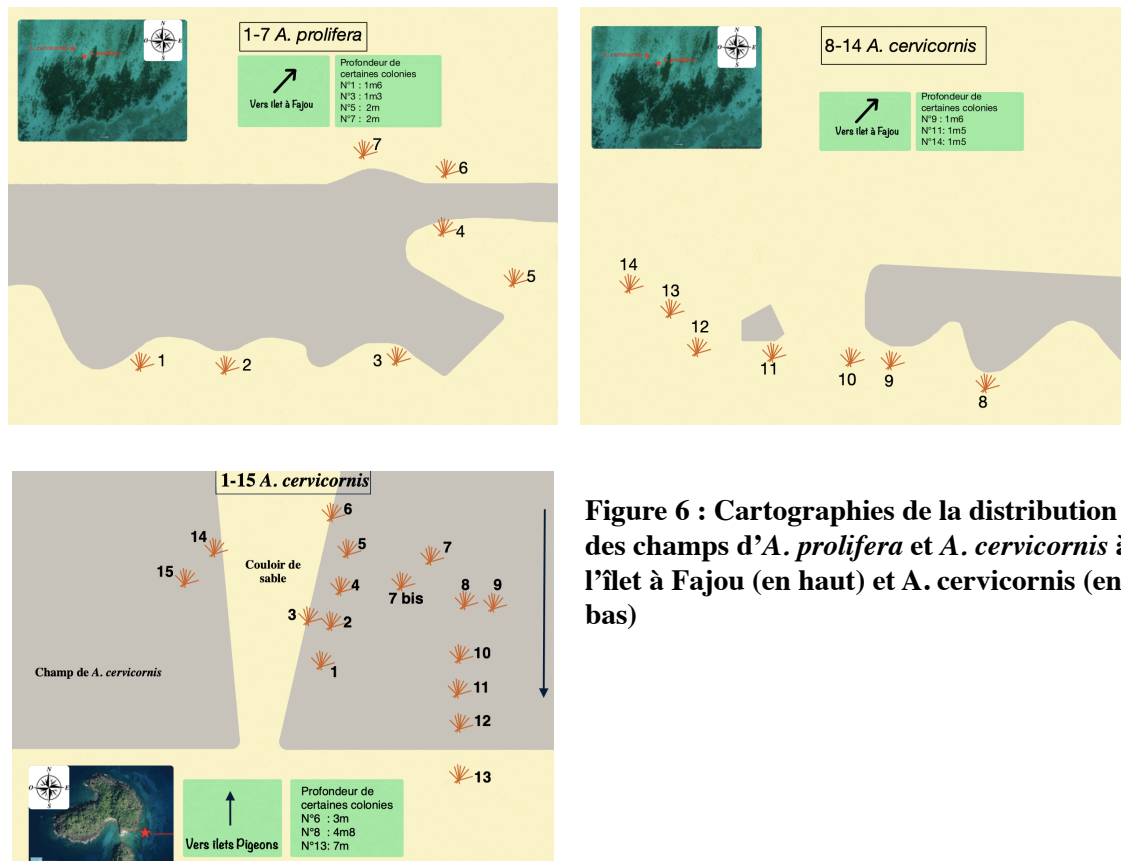 1-7 A. prolifera
N
O
E
S
Vers îlet à Fajou
Profondeur de
certaines colonies
N°1 : 1m6
N°3 : 1m3
N°5 : 2m
N°7 : 2m
7
6
4
5
1
2
3
8-14 A. cervicornis
N
O
E
S
Vers îlet à Fajou
Profondeur de
certaines colonies
N°9 : 1m6
N°11: 1m5
N°14: 1m5
14
13
12
11
10
9
8
1-15 A. cervicornis
6
14
5
7
15
Couloir de
sable
4
7 bis
8
9
3
2
1
10
11
12
13
Champ de A. cervicornis
N
O
E
S
Vers îlets Pigeons
Profondeur de
certaines colonies
N°6 : 3m
N°8 : 4m8
N°13: 7m
Figure 6 : Cartographies de la distribution
des champs d’A. prolifera et A. cervicornis à
l’îlet à Fajou (en haut) et A. cervicornis (en
bas)